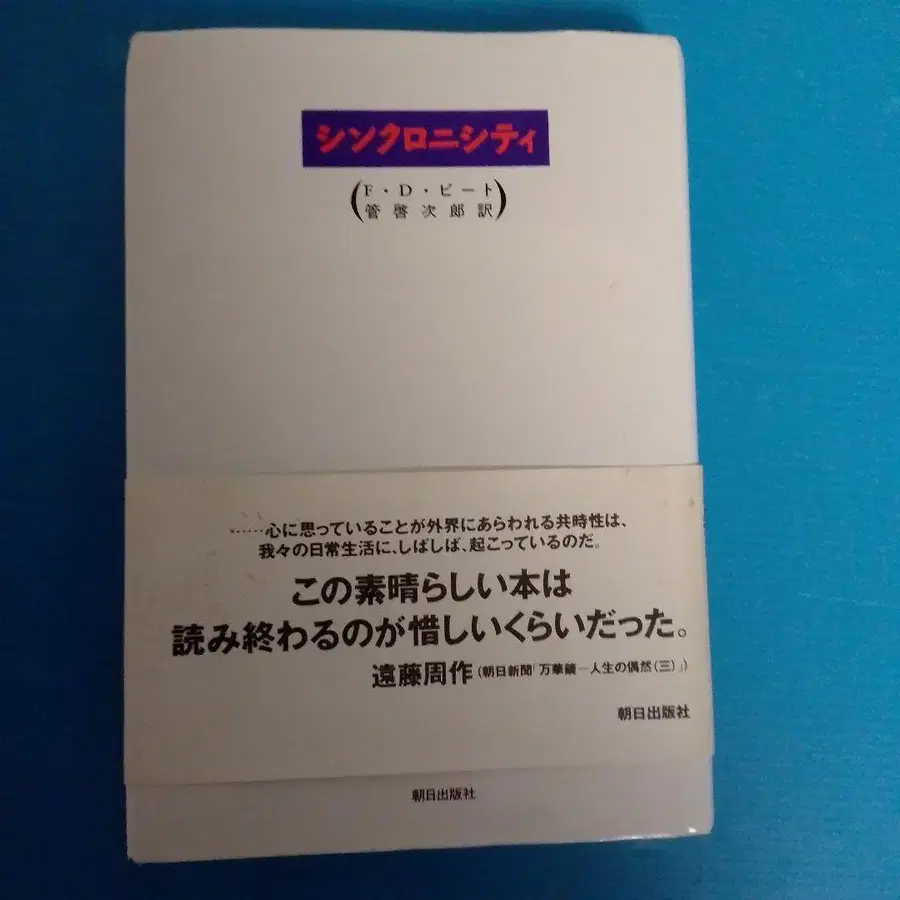 シンクロニシティ
F・D・ピート
管啓次郎訳
……心に思っていることが外界にあらわれる共時性は、
我々の日常生活に、しばしば、起こっているのだ。
この素晴らしい本は
読み終わるのが惜しいくらいだった。
遠藤周作(朝日新聞「万華鏡—人生の偶然(三)」)
朝日出版社
朝日出版社